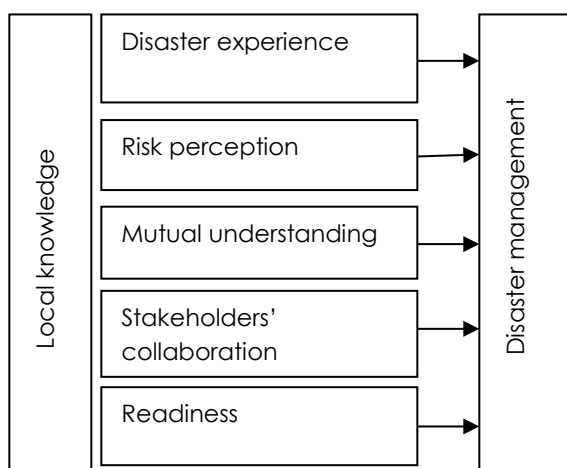 Local knowledge
Disaster experience
Risk perception
Mutual understanding
Stakeholders’
collaboration
Readiness
Disaster management